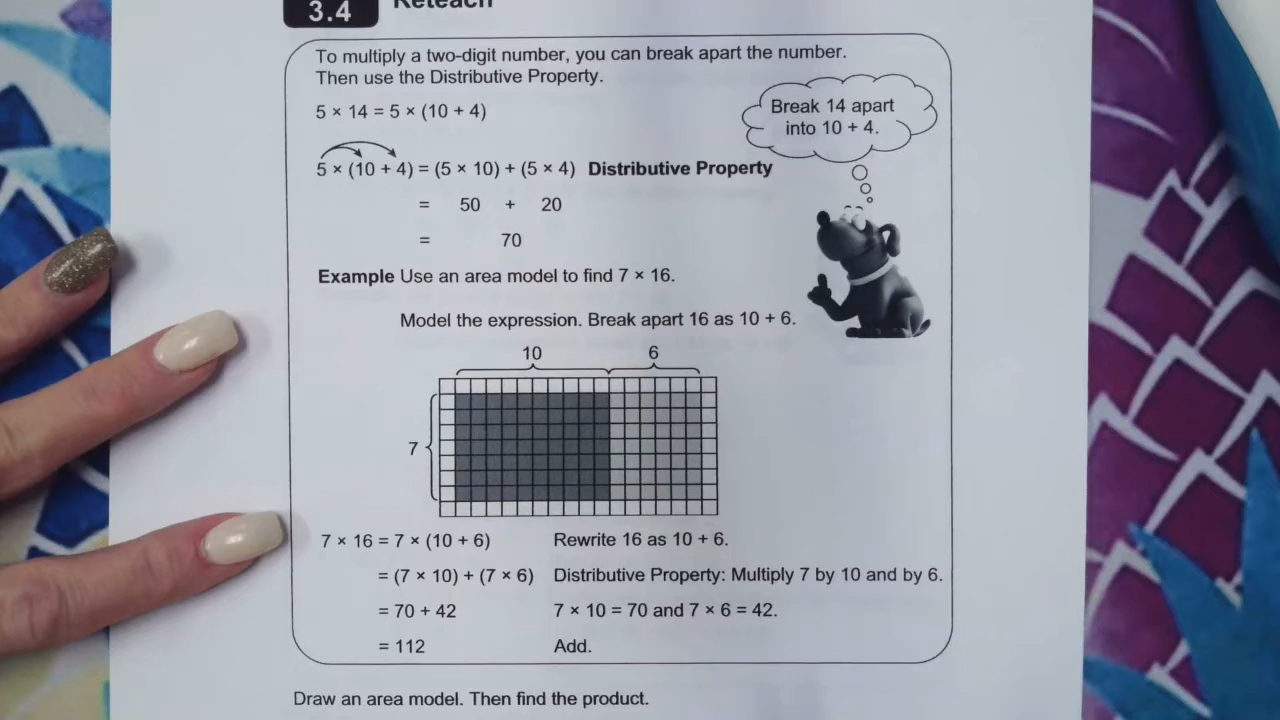 3.4 Reteach
To multiply a two-digit number, you can break apart the number.
Then use the Distributive Property.
5 × 14 = 5 × (10 + 4)
Break 14 apart
into 10 + 4.
5 × (10 + 4) = (5 × 10) + (5 × 4) Distributive Property
= 50 + 20
= 70
Example Use an area model to find 7 × 16.
Model the expression. Break apart 16 as 10 + 6.
10 6
7
7 × 16 = 7 × (10 + 6) Rewrite 16 as 10 + 6.
= (7 × 10) + (7 × 6) Distributive Property: Multiply 7 by 10 and by 6.
= 70 + 42 7 × 10 = 70 and 7 × 6 = 42.
= 112 Add.
Draw an area model. Then find the product.